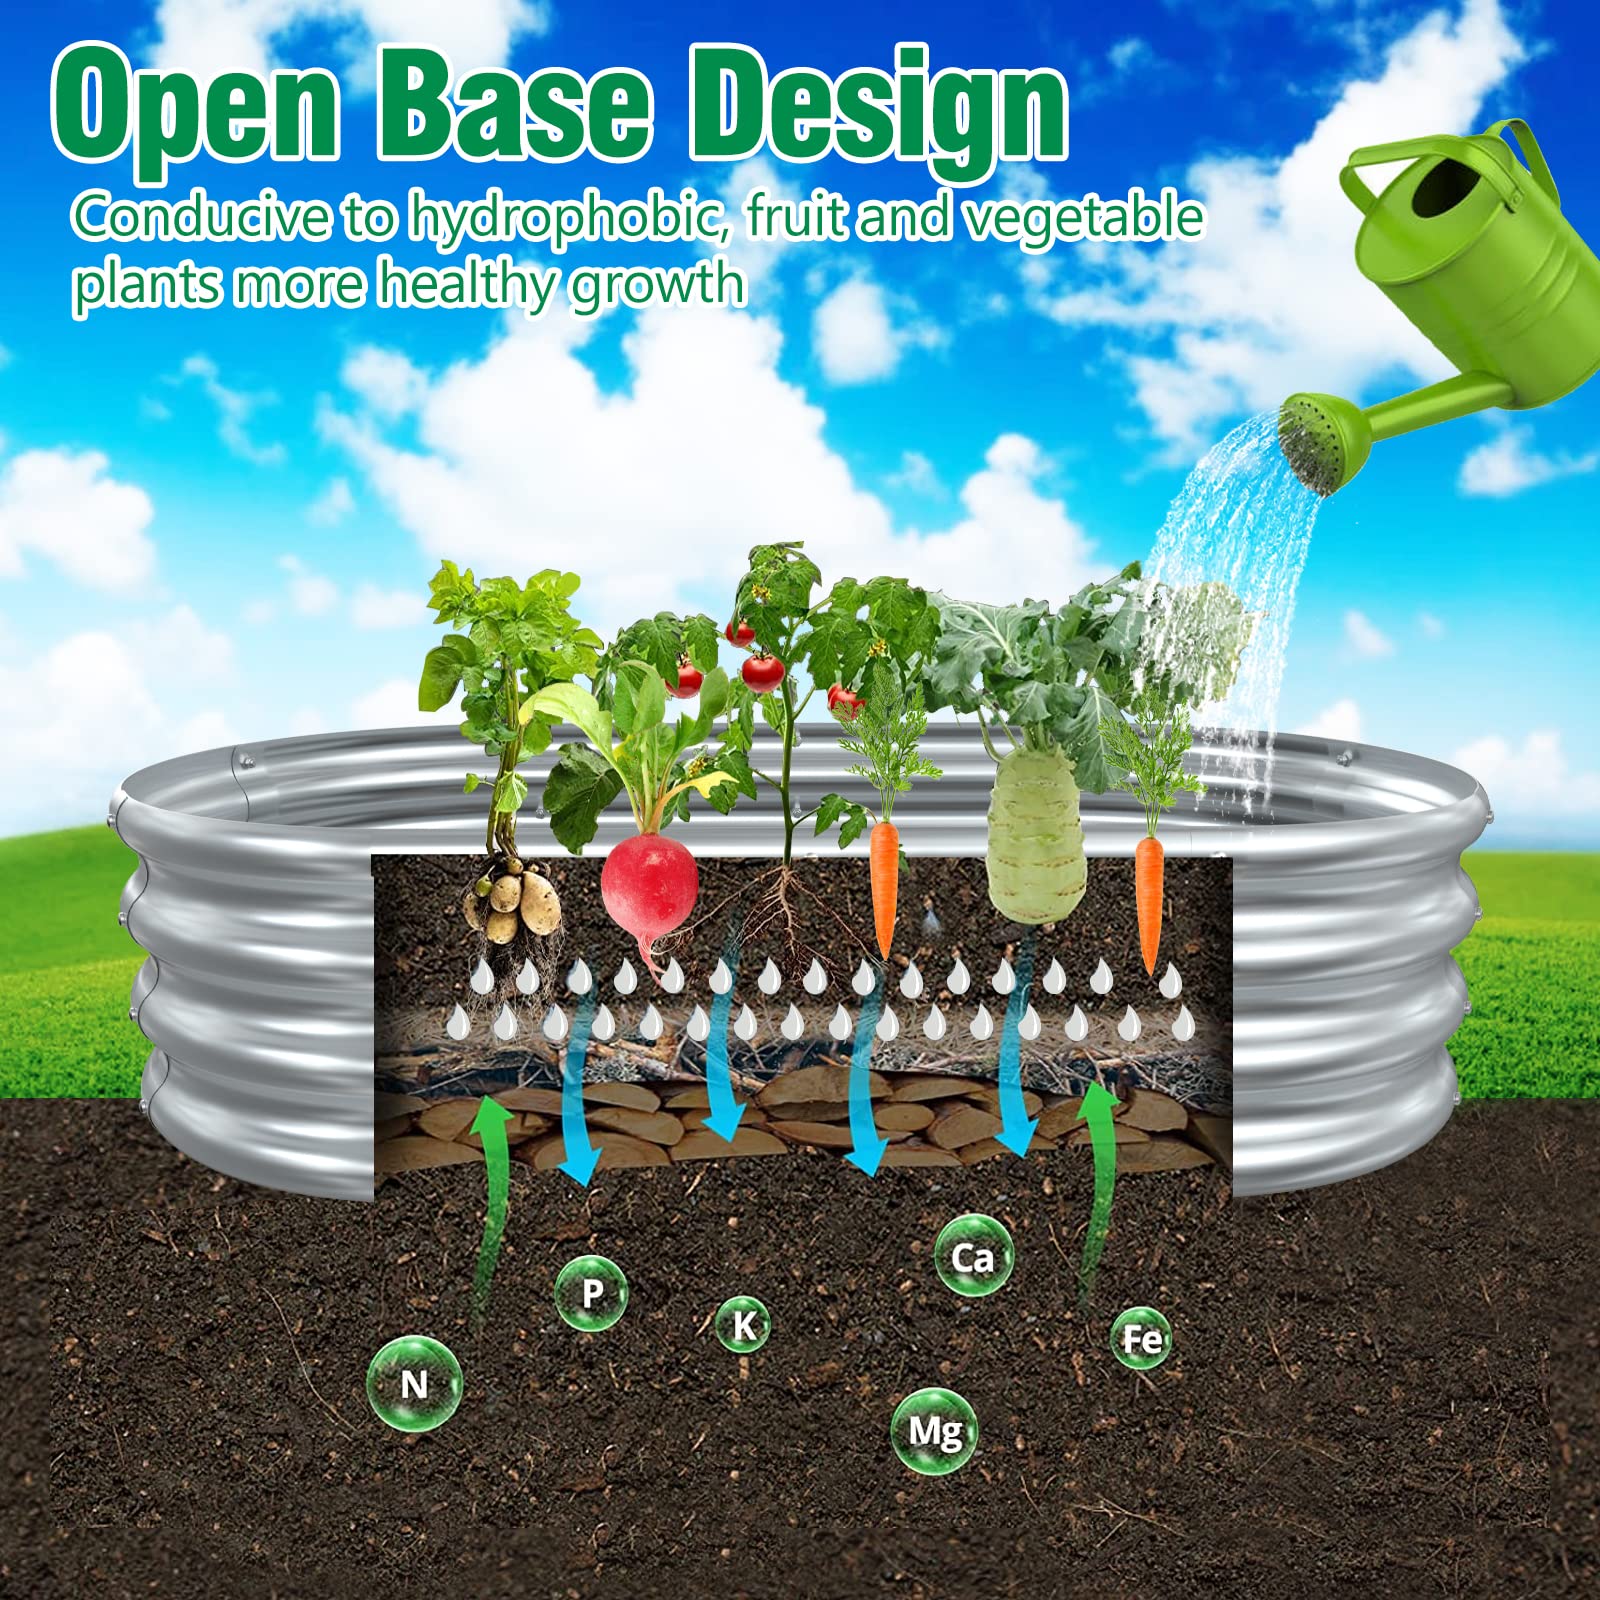 Open Base Design
Conducive to hydrophobic, fruit and vegetable
plants more healthy growth
Ca
P
K
Fe
N
Mg